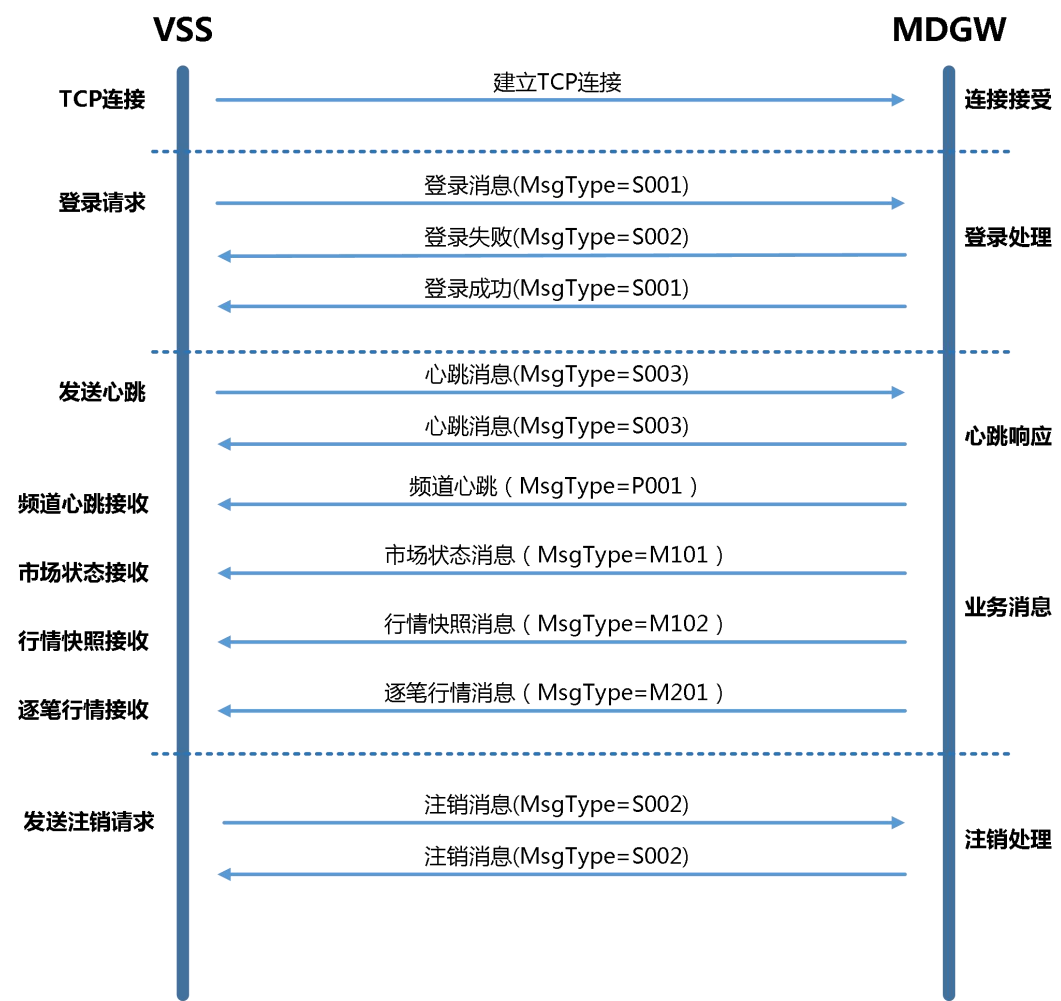 VSS
MDGW
建立TCP连接
TCP连接
连接接受
登录消息(MsgType=S001)
登录请求
登录失败(MsgType=S002)
登录处理
登录成功(MsgType=S001)
心跳消息(MsgType=S003)
发送心跳
心跳消息(MsgType=S003)
心跳响应
频道心跳（MsgType=P001）
频道心跳接收
市场状态消息（MsgType=M101）
市场状态接收
业务消息
行情快照消息（MsgType=M102）
行情快照接收
逐笔行情消息（MsgType=M201）
逐笔行情接收
注销消息(MsgType=S002)
发送注销请求
注销处理
注销消息(MsgType=S002)